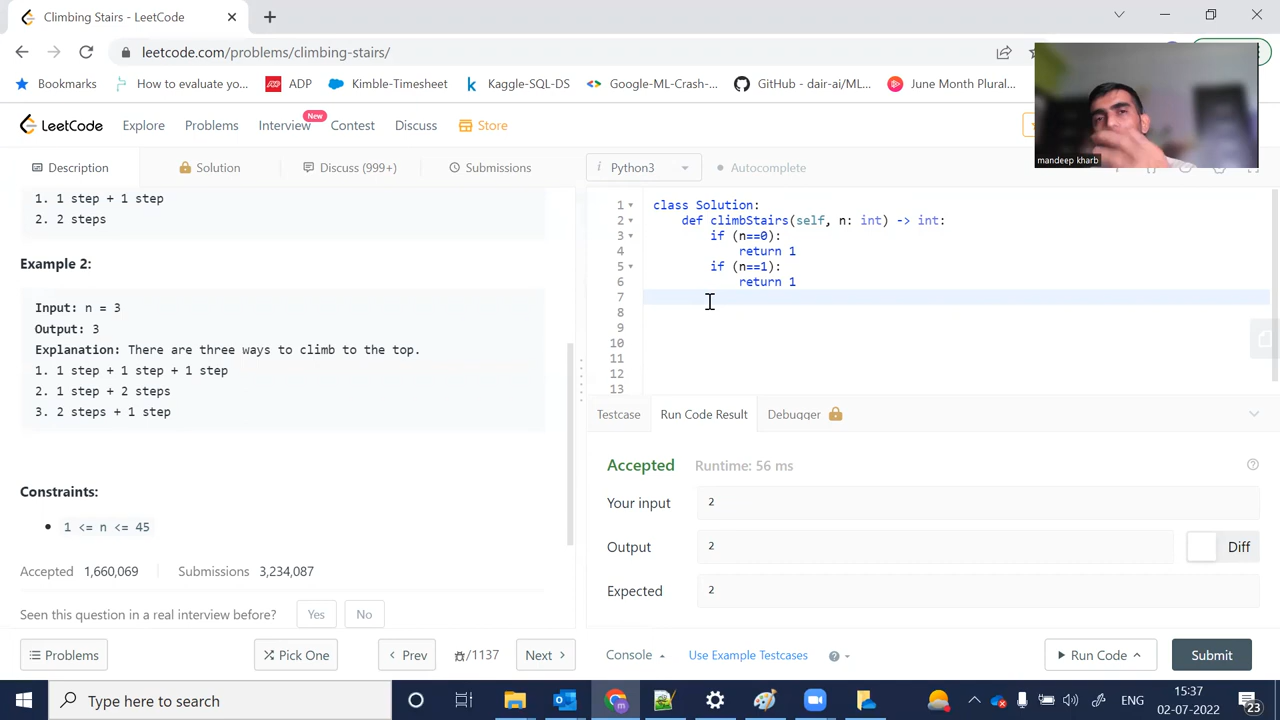 Climbing Stairs - LeetCode
leetcode.com/problems/climbing-stairs/
Bookmarks
How to evaluate yo...
ADP
Kimble-Timesheet
Kaggle-SQL-DS
Google-ML-Crash-...
GitHub - dair-ai/ML...
June Month Plural...
LeetCode
Explore
Problems
Interview
New
Contest
Discuss
Store
mandeep kharb
Description
Solution
Discuss (999+)
Submissions
i Python3
Autocomplete
1. 1 step + 1 step
2. 2 steps
Example 2:
Input: n = 3
Output: 3
Explanation: There are three ways to climb to the top.
1. 1 step + 1 step + 1 step
2. 1 step + 2 steps
3. 2 steps + 1 step
Constraints:
1 <= n <= 45
Accepted 1,660,069
Submissions 3,234,087
Seen this question in a real interview before?
Yes
No
1 class Solution:
2 def climbStairs(self, n: int) -> int:
3 if (n==0):
4 return 1
5 if (n==1):
6 return 1
7
8
9
10
11
12
13
Testcase
Run Code Result
Debugger
Accepted
Runtime: 56 ms
Your input
2
Output
2
Diff
Expected
2
Problems
Pick One
Prev
/1137
Next
Console
Use Example Testcases
Run Code
Submit
Type here to search
ENG
15:37
02-07-2022
23